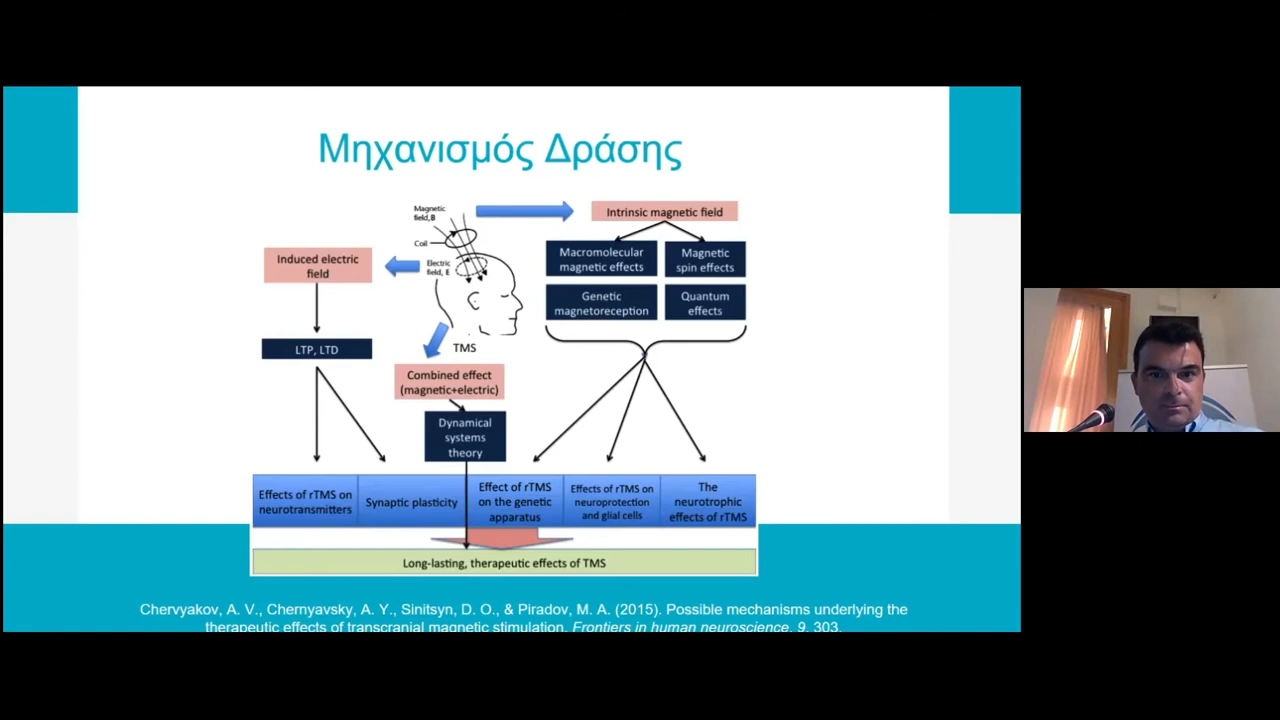 Μηχανισμός Δράσης
Magnetic
field,B
Coil
Electric
field, E
TMS
Intrinsic magnetic field
Macromolecular
magnetic effects
Magnetic
spin effects
Genetic
magnetoreception
Quantum
effects
Induced electric
field
LTP, LTD
Combined effect
(magnetic+electric)
Dynamical
systems
theory
Effects of rTMS on
neurotransmitters
Synaptic plasticity
Effect of rTMS
on the genetic
apparatus
Effects of rTMS on
neuroprotection
and glial cells
The
neurotrophic
effects of rTMS
Long-lasting, therapeutic effects of TMS
Chervyakov, A. V., Chernyavsky, A. Y., Sinitsyn, D. O., & Piradov, M. A. (2015). Possible mechanisms underlying the
therapeutic effects of transcranial magnetic stimulation. Frontiers in human neuroscience, 9, 303.